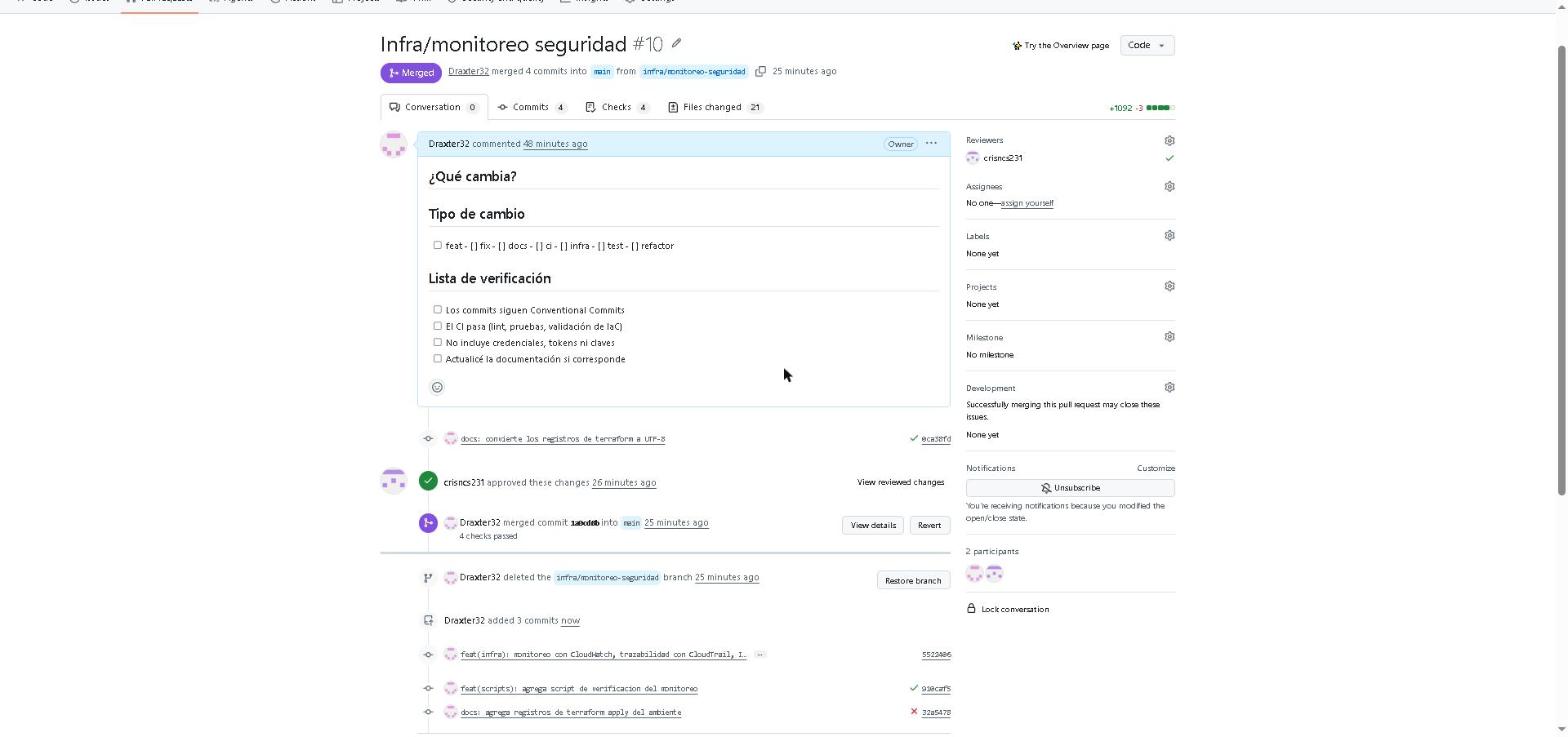 Infra/monitoreo seguridad #10
Try the Overview page
Code
Merged
Draxter32 merged 4 commits into main from infra/monitoreo-seguridad 25 minutes ago
Conversation 0
Commits 4
Checks 4
Files changed 21
+1092 -3
Draxter32 commented 48 minutes ago
Owner
¿Qué cambia?
Tipo de cambio
feat - [ ] fix - [ ] docs - [ ] ci - [ ] infra - [ ] test - [ ] refactor
Lista de verificación
Los commits siguen Conventional Commits
El CI pasa (lint, pruebas, validación de IaC)
No incluye credenciales, tokens ni claves
Actualicé la documentación si corresponde
docs: convierte los registros de terraform a UTF-8
0ca38fd
crisncs231 approved these changes 26 minutes ago
View reviewed changes
Draxter32 merged commit into main 25 minutes ago
4 checks passed
View details
Revert
Draxter32 deleted the infra/monitoreo-seguridad branch 25 minutes ago
Restore branch
Draxter32 added 3 commits now
feat(infra): monitoreo con CloudWatch, trazabilidad con CloudTrail, I…
feat(scripts): agrega script de verificacion del monitoreo
910caf5
docs: agrega registros de terraform apply del ambiente
32a5478
Reviewers
crisncs231
Assignees
No one—assign yourself
Labels
None yet
Projects
None yet
Milestone
No milestone
Development
Successfully merging this pull request may close these
issues.
None yet
Notifications
Customize
Unsubscribe
You're receiving notifications because you modified the
open/close state.
2 participants
Lock conversation